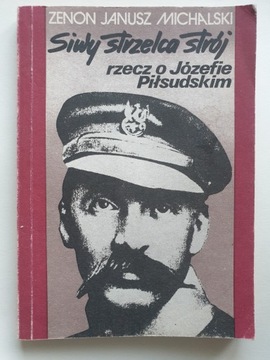 ZENON JANUSZ MICHALSKI
Siwy strzelca strój
rzecz o Józefie
Piłsudskim